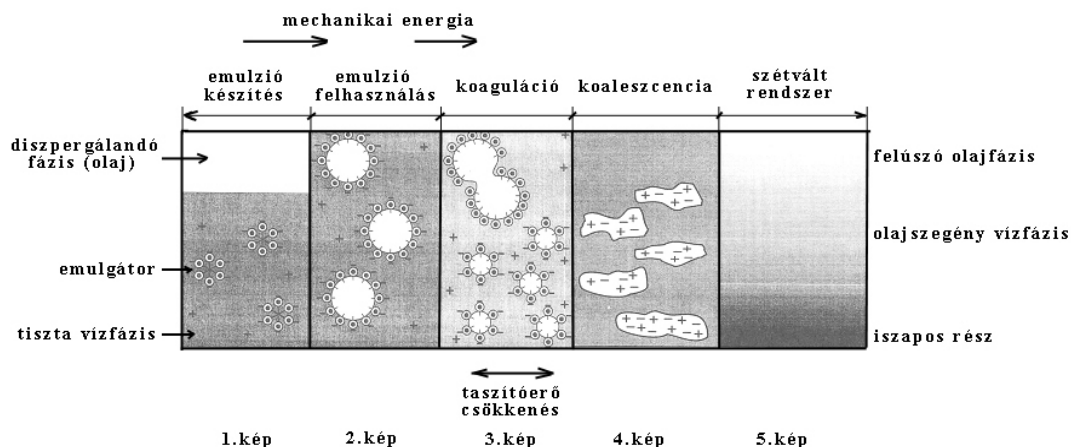 mechanikai energia
emulzió
készítés
emulzió
felhasználás
koaguláció
koaleszcencia
szétvált
rendszer
diszpergálandó
fázis (olaj)
emulgátor
tiszta vízfázis
felúszó olajfázis
olajszegény vízfázis
iszapos rész
taszítóerő
csökkenés
1.kép
2.kép
3.kép
4.kép
5.kép